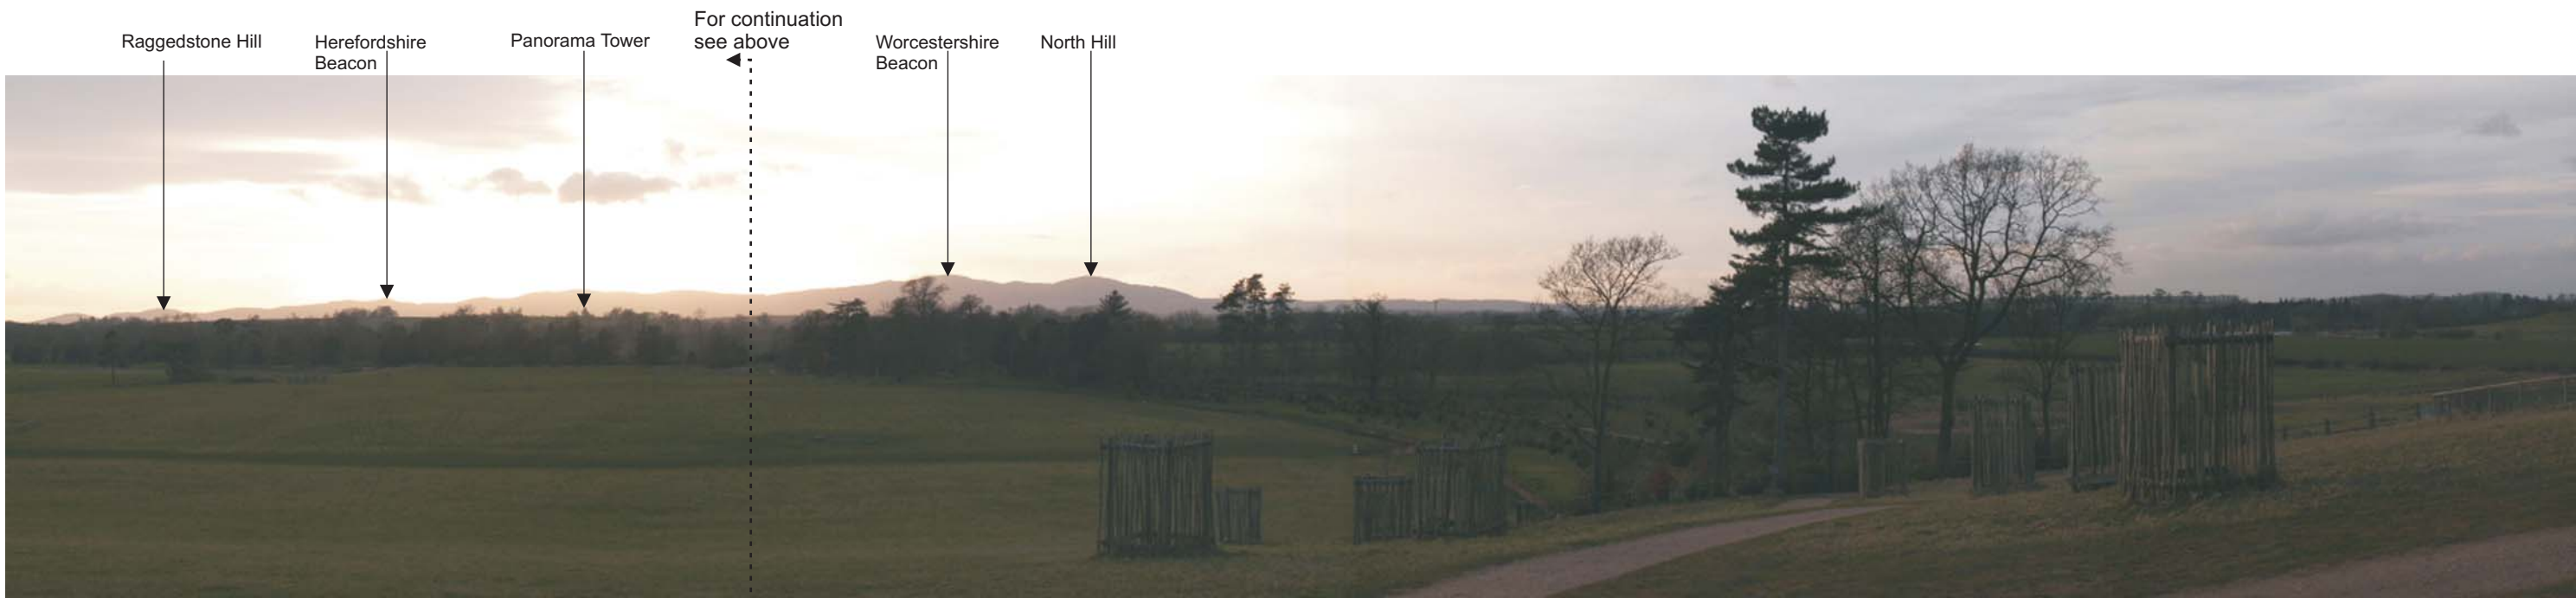 Raggedstone Hill
Herefordshire
Beacon
Panorama Tower
For continuation
see above
Worcestershire
Beacon
North Hill